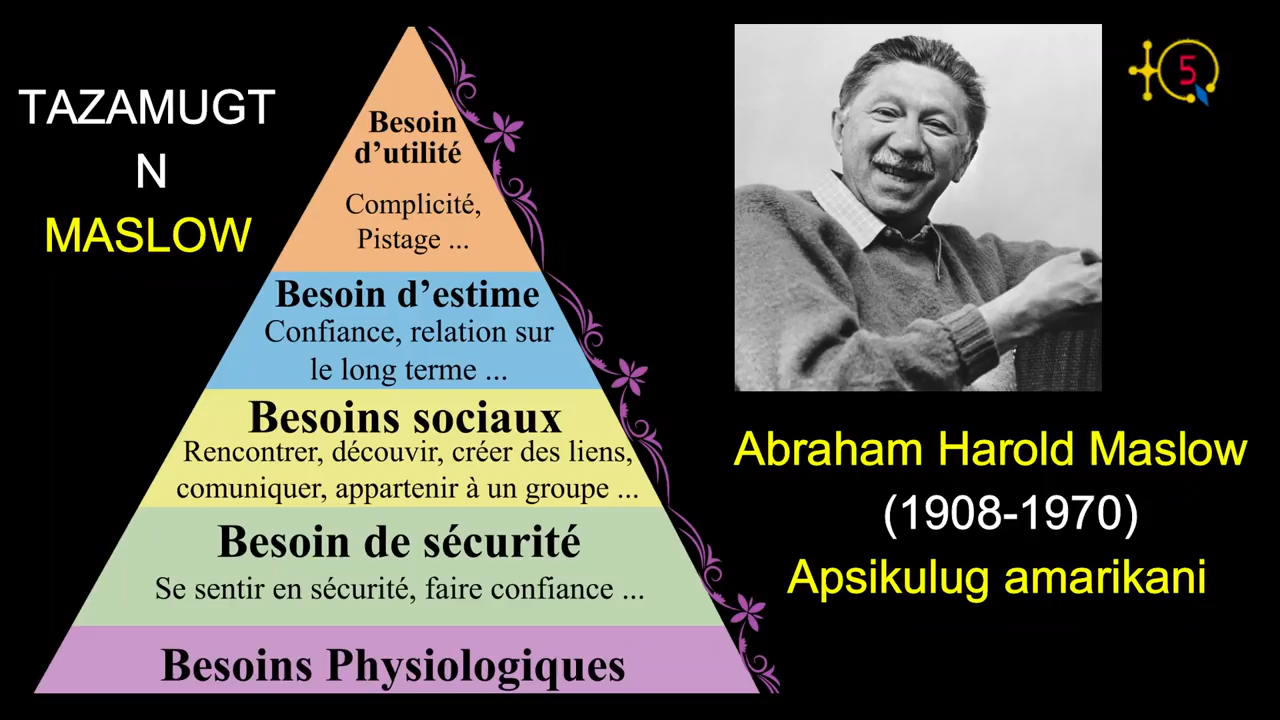 TAZAMUGT
N
MASLOW
Besoin
d’utilité
Complicité,
Pistage ...
Besoin d’estime
Confiance, relation sur
le long terme ...
Besoins sociaux
Rencontrer, découvir, créer des liens,
comuniquer, appartenir à un groupe ...
Besoin de sécurité
Se sentir en sécurité, faire confiance ...
Besoins Physiologiques
5
Abraham Harold Maslow
(1908-1970)
Apsikulug amarikani